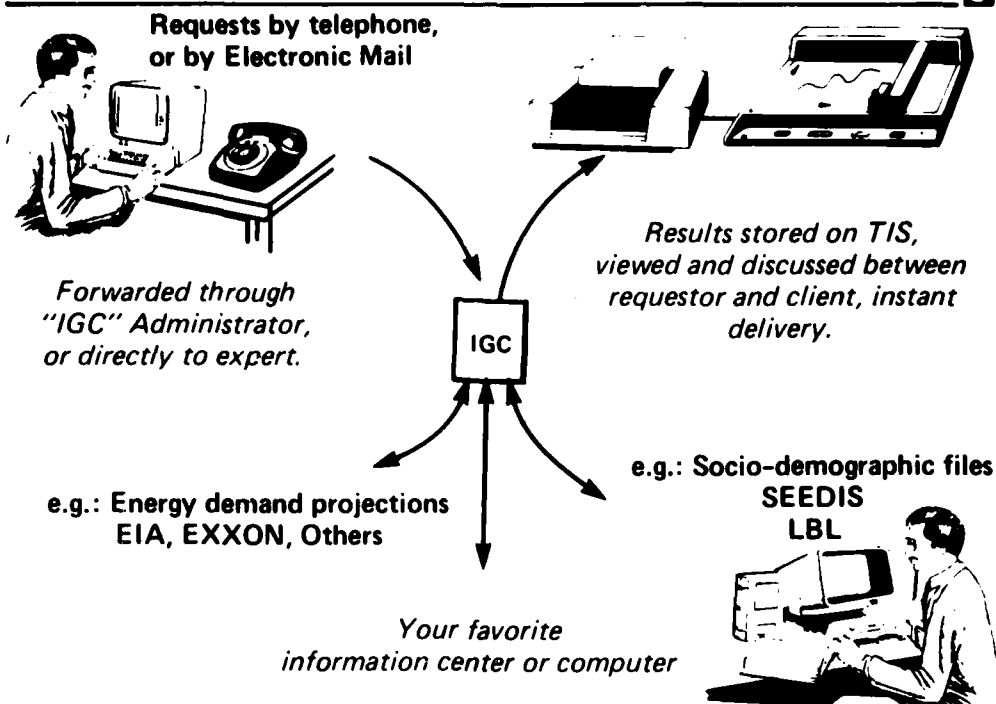 Requests by telephone,
or by Electronic Mail
Forwarded through
"IGC" Administrator,
or directly to expert.
Results stored on TIS,
viewed and discussed between
requestor and client, instant
delivery.
IGC
e.g.: Energy demand projections
EIA, EXXON, Others
e.g.: Socio-demographic files
SEEDIS
LBL
Your favorite
information center or computer